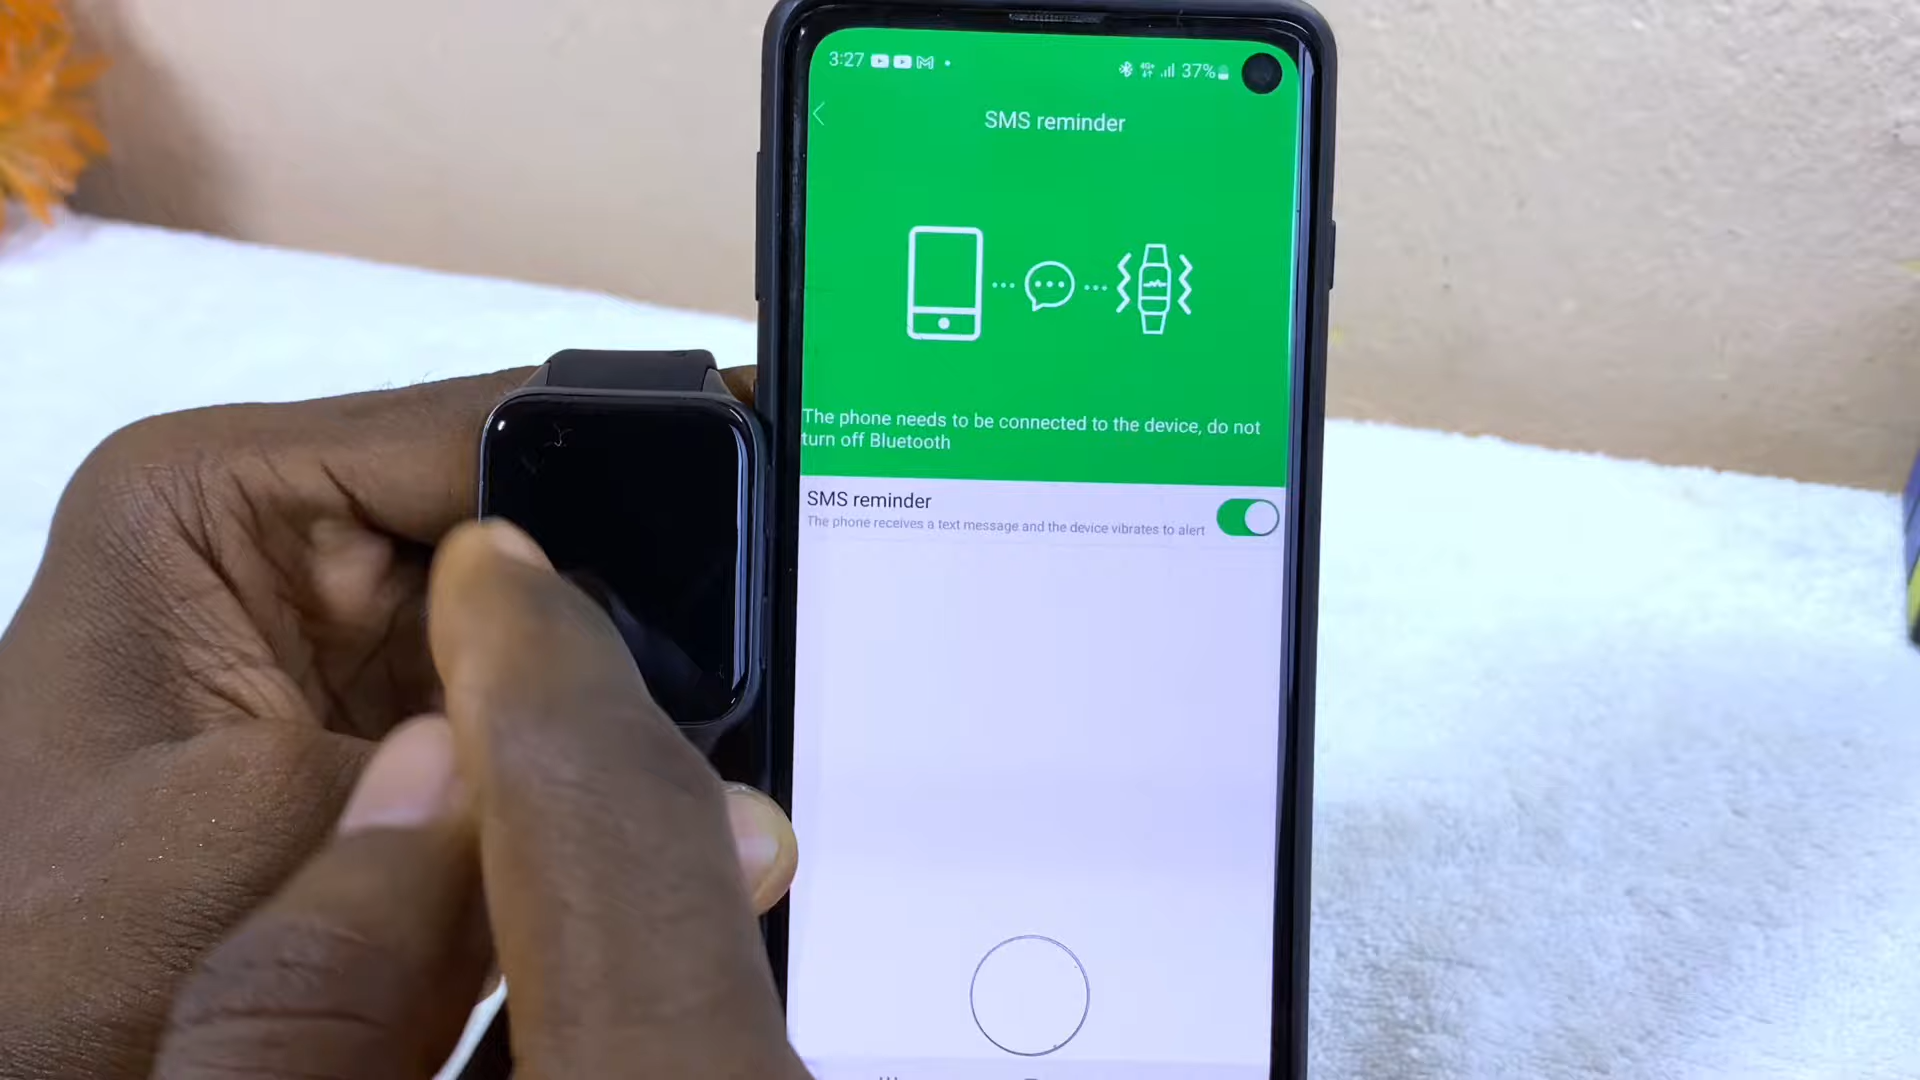 3:27
4G+ 37%
SMS reminder
The phone needs to be connected to the device, do not
turn off Bluetooth
SMS reminder
The phone receives a text message and the device vibrates to alert